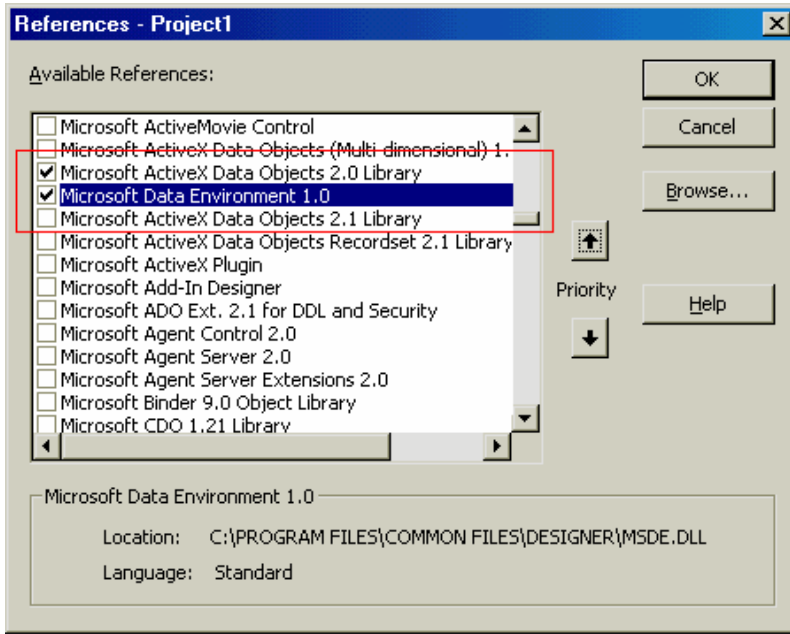 References - Project1
Available References:
OK
Microsoft ActiveMovie Control
Cancel
Microsoft ActiveX Data Objects (Multi-dimensional) 1.
Microsoft ActiveX Data Objects 2.0 Library
Microsoft Data Environment 1.0
Browse...
Microsoft ActiveX Data Objects 2.1 Library
Microsoft ActiveX Data Objects Recordset 2.1 Library
Microsoft ActiveX Plugin
Microsoft Add-In Designer
Priority
Microsoft ADO Ext. 2.1 for DDL and Security
Help
Microsoft Agent Control 2.0
Microsoft Agent Server 2.0
Microsoft Agent Server Extensions 2.0
Microsoft Binder 9.0 Object Library
Microsoft CDO 1.21 Library
Microsoft Data Environment 1.0
Location: C:\PROGRAM FILES\COMMON FILES\DESIGNER\MSDE.DLL
Language: Standard